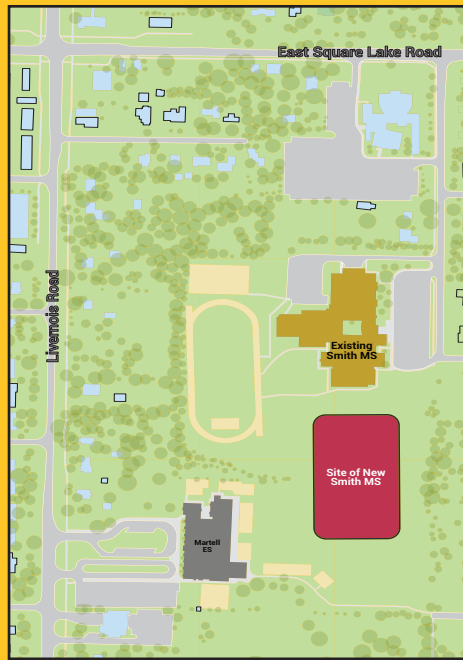 East Square Lake Road
Livernois Road
Existing
Smith MS
Site of New
Smith MS
Martell
ES